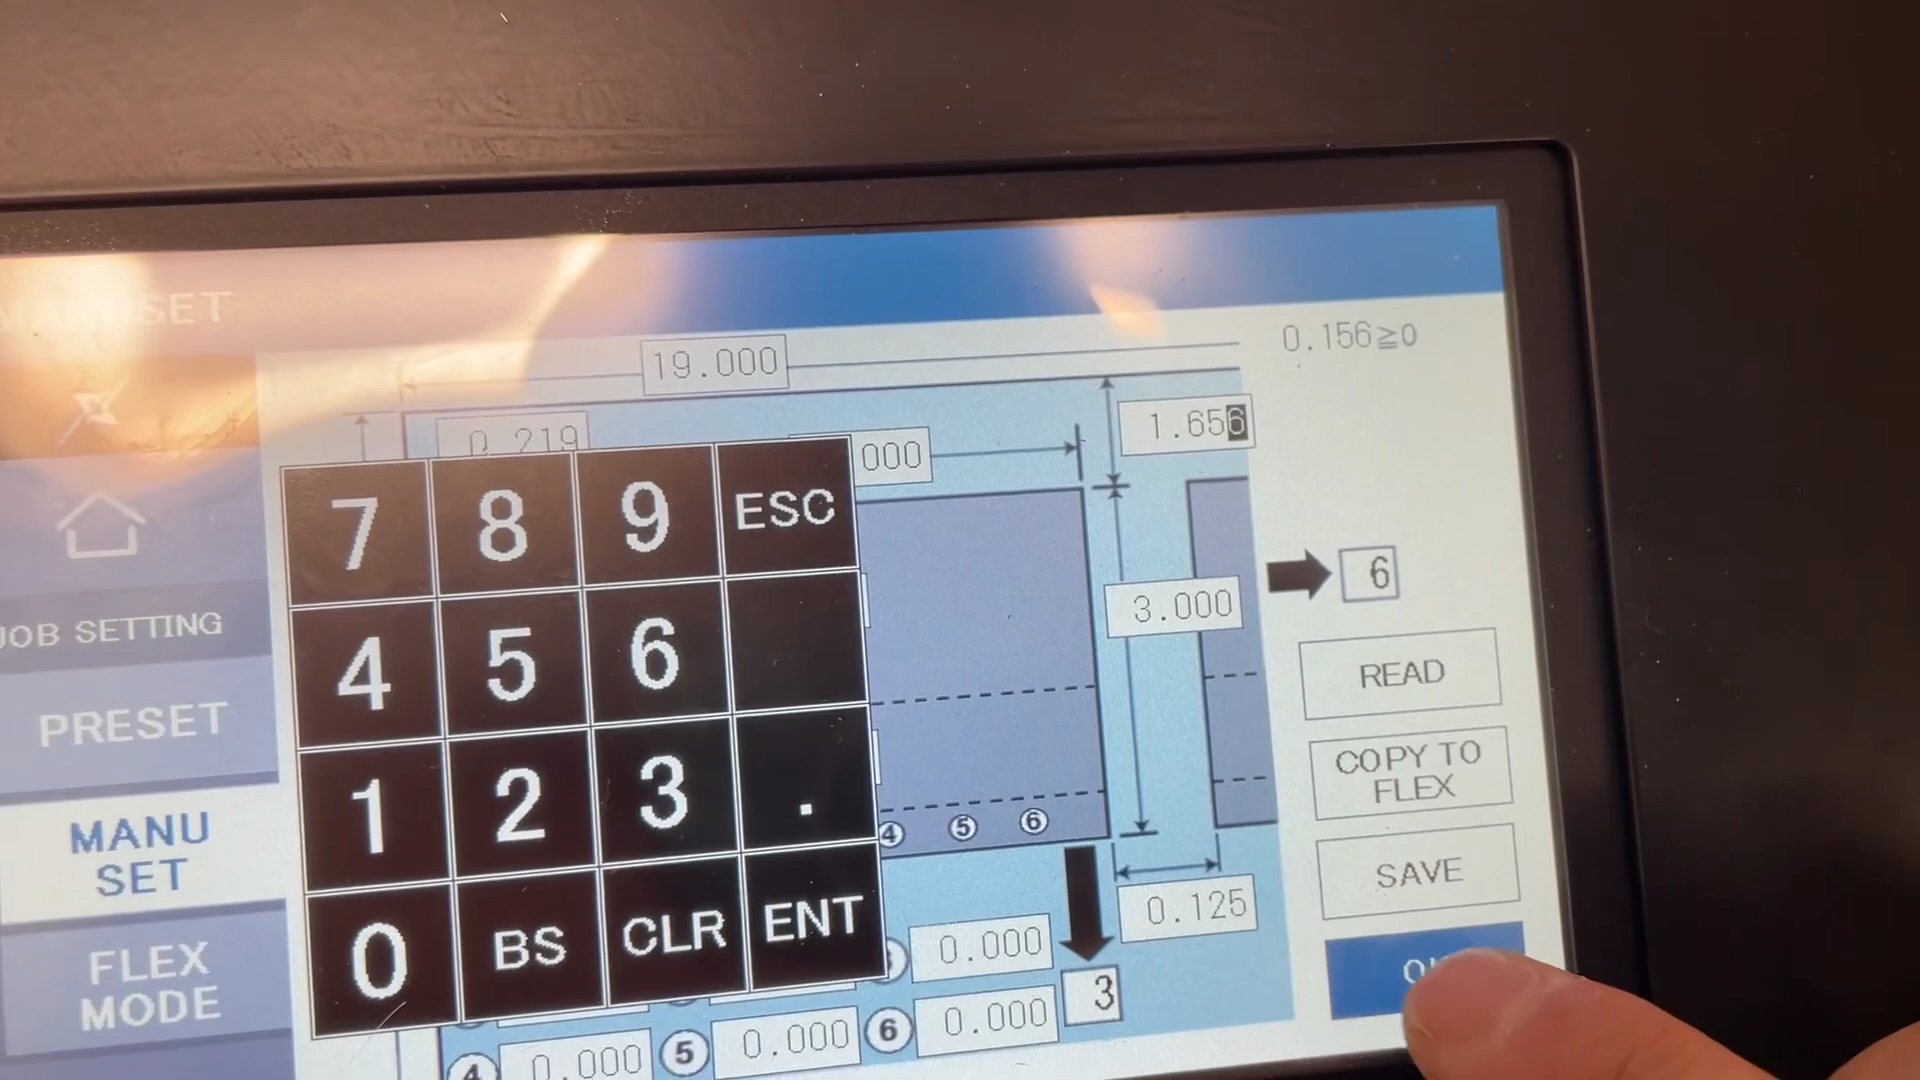 MANU SET
0.156≧0
19.000
1.656
0.219
000
7 8 9 ESC
4 5 6
1 2 3 .
0 BS CLR ENT
3.000
6
JOB SETTING
READ
PRESET
COPY TO
FLEX
MANU
SET
④ ⑤ ⑥
SAVE
0.125
FLEX
MODE
0.000
3
4 0.000 ⑤ 0.000 ⑥ 0.000